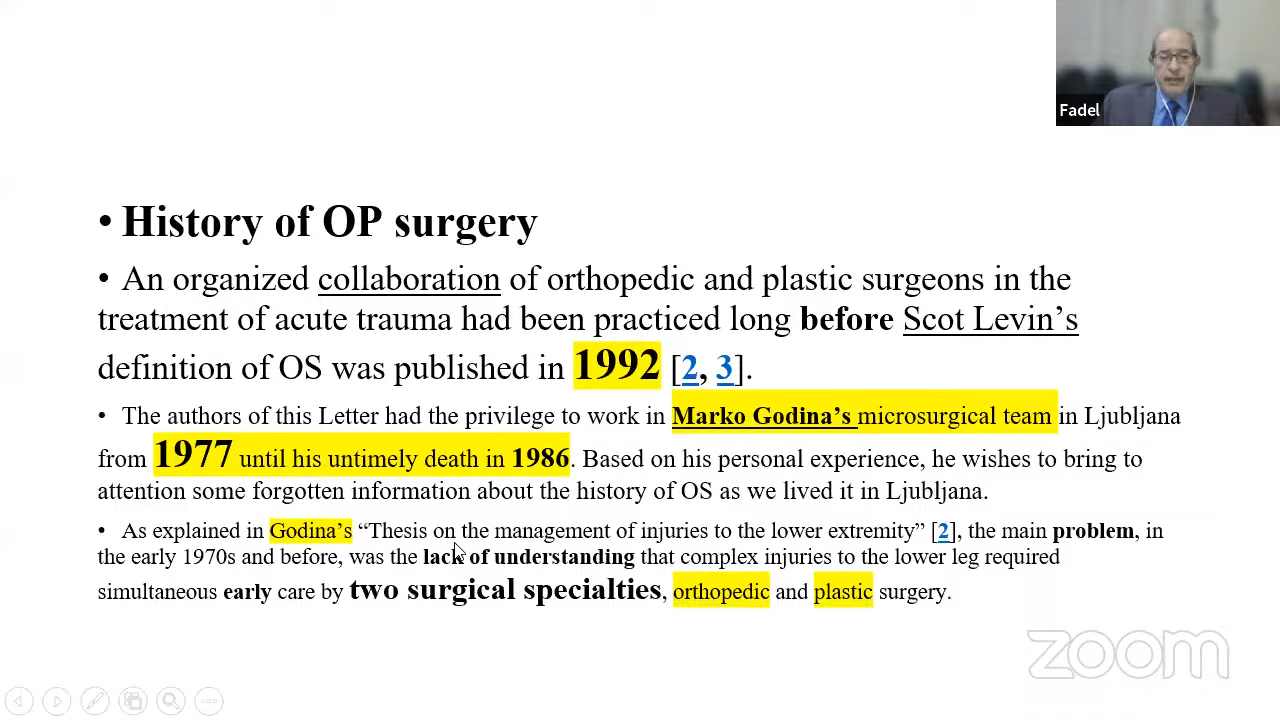 Fadel
• History of OP surgery
• An organized collaboration of orthopedic and plastic surgeons in the
treatment of acute trauma had been practiced long before Scot Levin’s
definition of OS was published in 1992 [2, 3].
• The authors of this Letter had the privilege to work in Marko Godina’s microsurgical team in Ljubljana
from 1977 until his untimely death in 1986. Based on his personal experience, he wishes to bring to
attention some forgotten information about the history of OS as we lived it in Ljubljana.
• As explained in Godina’s “Thesis on the management of injuries to the lower extremity” [2], the main problem, in
the early 1970s and before, was the lack of understanding that complex injuries to the lower leg required
simultaneous early care by two surgical specialties, orthopedic and plastic surgery.
zoom